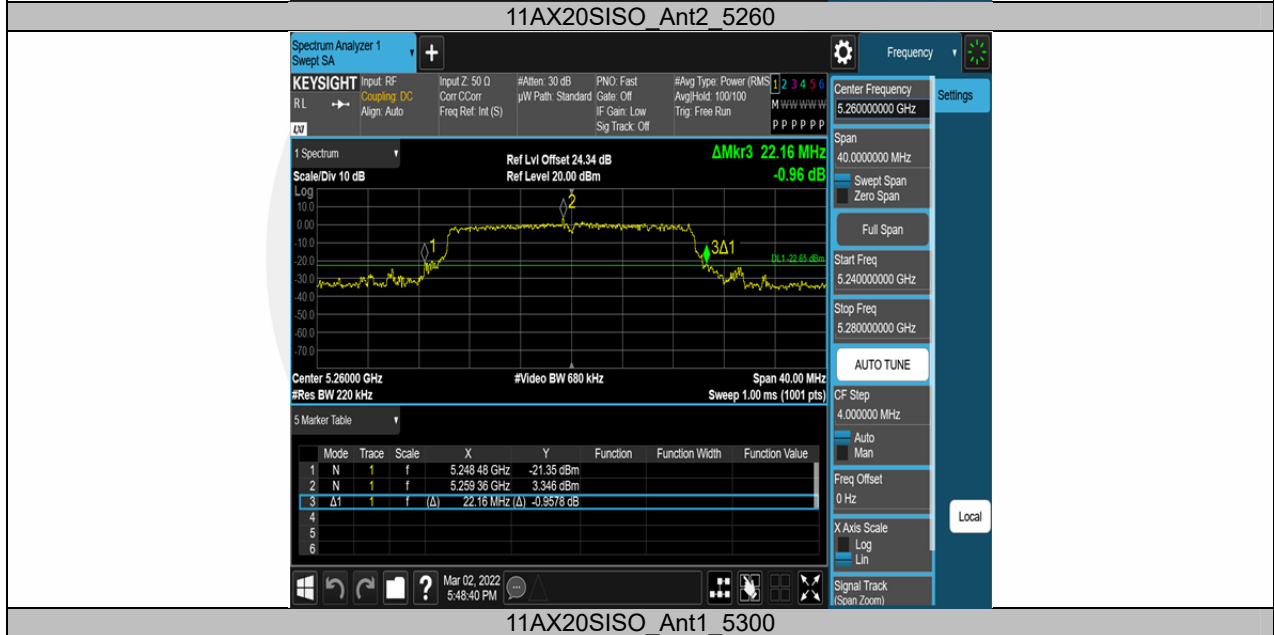 11AX20SISO_Ant2_5260
Spectrum Analyzer 1
Swept SA
+
Frequency
KEYSIGHT
RL
LXI
Input: RF
Coupling: DC
Align: Auto
Input Z: 50 Ω
Corr CCorr
Freq Ref: Int (S)
#Atten: 30 dB
µW Path: Standard
PNO: Fast
Gate: Off
IF Gain: Low
Sig Track: Off
#Avg Type: Power (RMS
Avg|Hold: 100/100
Trig: Free Run
1 2 3 4 5 6
M W W W W W
P P P P P P
1 Spectrum
Scale/Div 10 dB
Ref Lvl Offset 24.34 dB
Ref Level 20.00 dBm
ΔMkr3 22.16 MHz
-0.96 dB
Log
10.0
0.00
-10.0
-20.0
-30.0
-40.0
-50.0
-60.0
-70.0
1
2
3Δ1
DL1 -22.65 dBm
Center 5.26000 GHz
#Res BW 220 kHz
#Video BW 680 kHz
Span 40.00 MHz
Sweep 1.00 ms (1001 pts)
5 Marker Table
Mode Trace Scale X Y Function Function Width Function Value
1 N 1 f 5.248 48 GHz -21.35 dBm
2 N 1 f 5.259 36 GHz 3.346 dBm
3 Δ1 1 f (Δ) 22.16 MHz (Δ) -0.9578 dB
4
5
6
?
Mar 02, 2022
5:48:40 PM
Center Frequency
5.260000000 GHz
Span
40.0000000 MHz
Swept Span
Zero Span
Full Span
Start Freq
5.240000000 GHz
Stop Freq
5.280000000 GHz
AUTO TUNE
CF Step
4.000000 MHz
Auto
Man
Freq Offset
0 Hz
X Axis Scale
Log
Lin
Signal Track
(Span Zoom)
Settings
Local
11AX20SISO_Ant1_5300